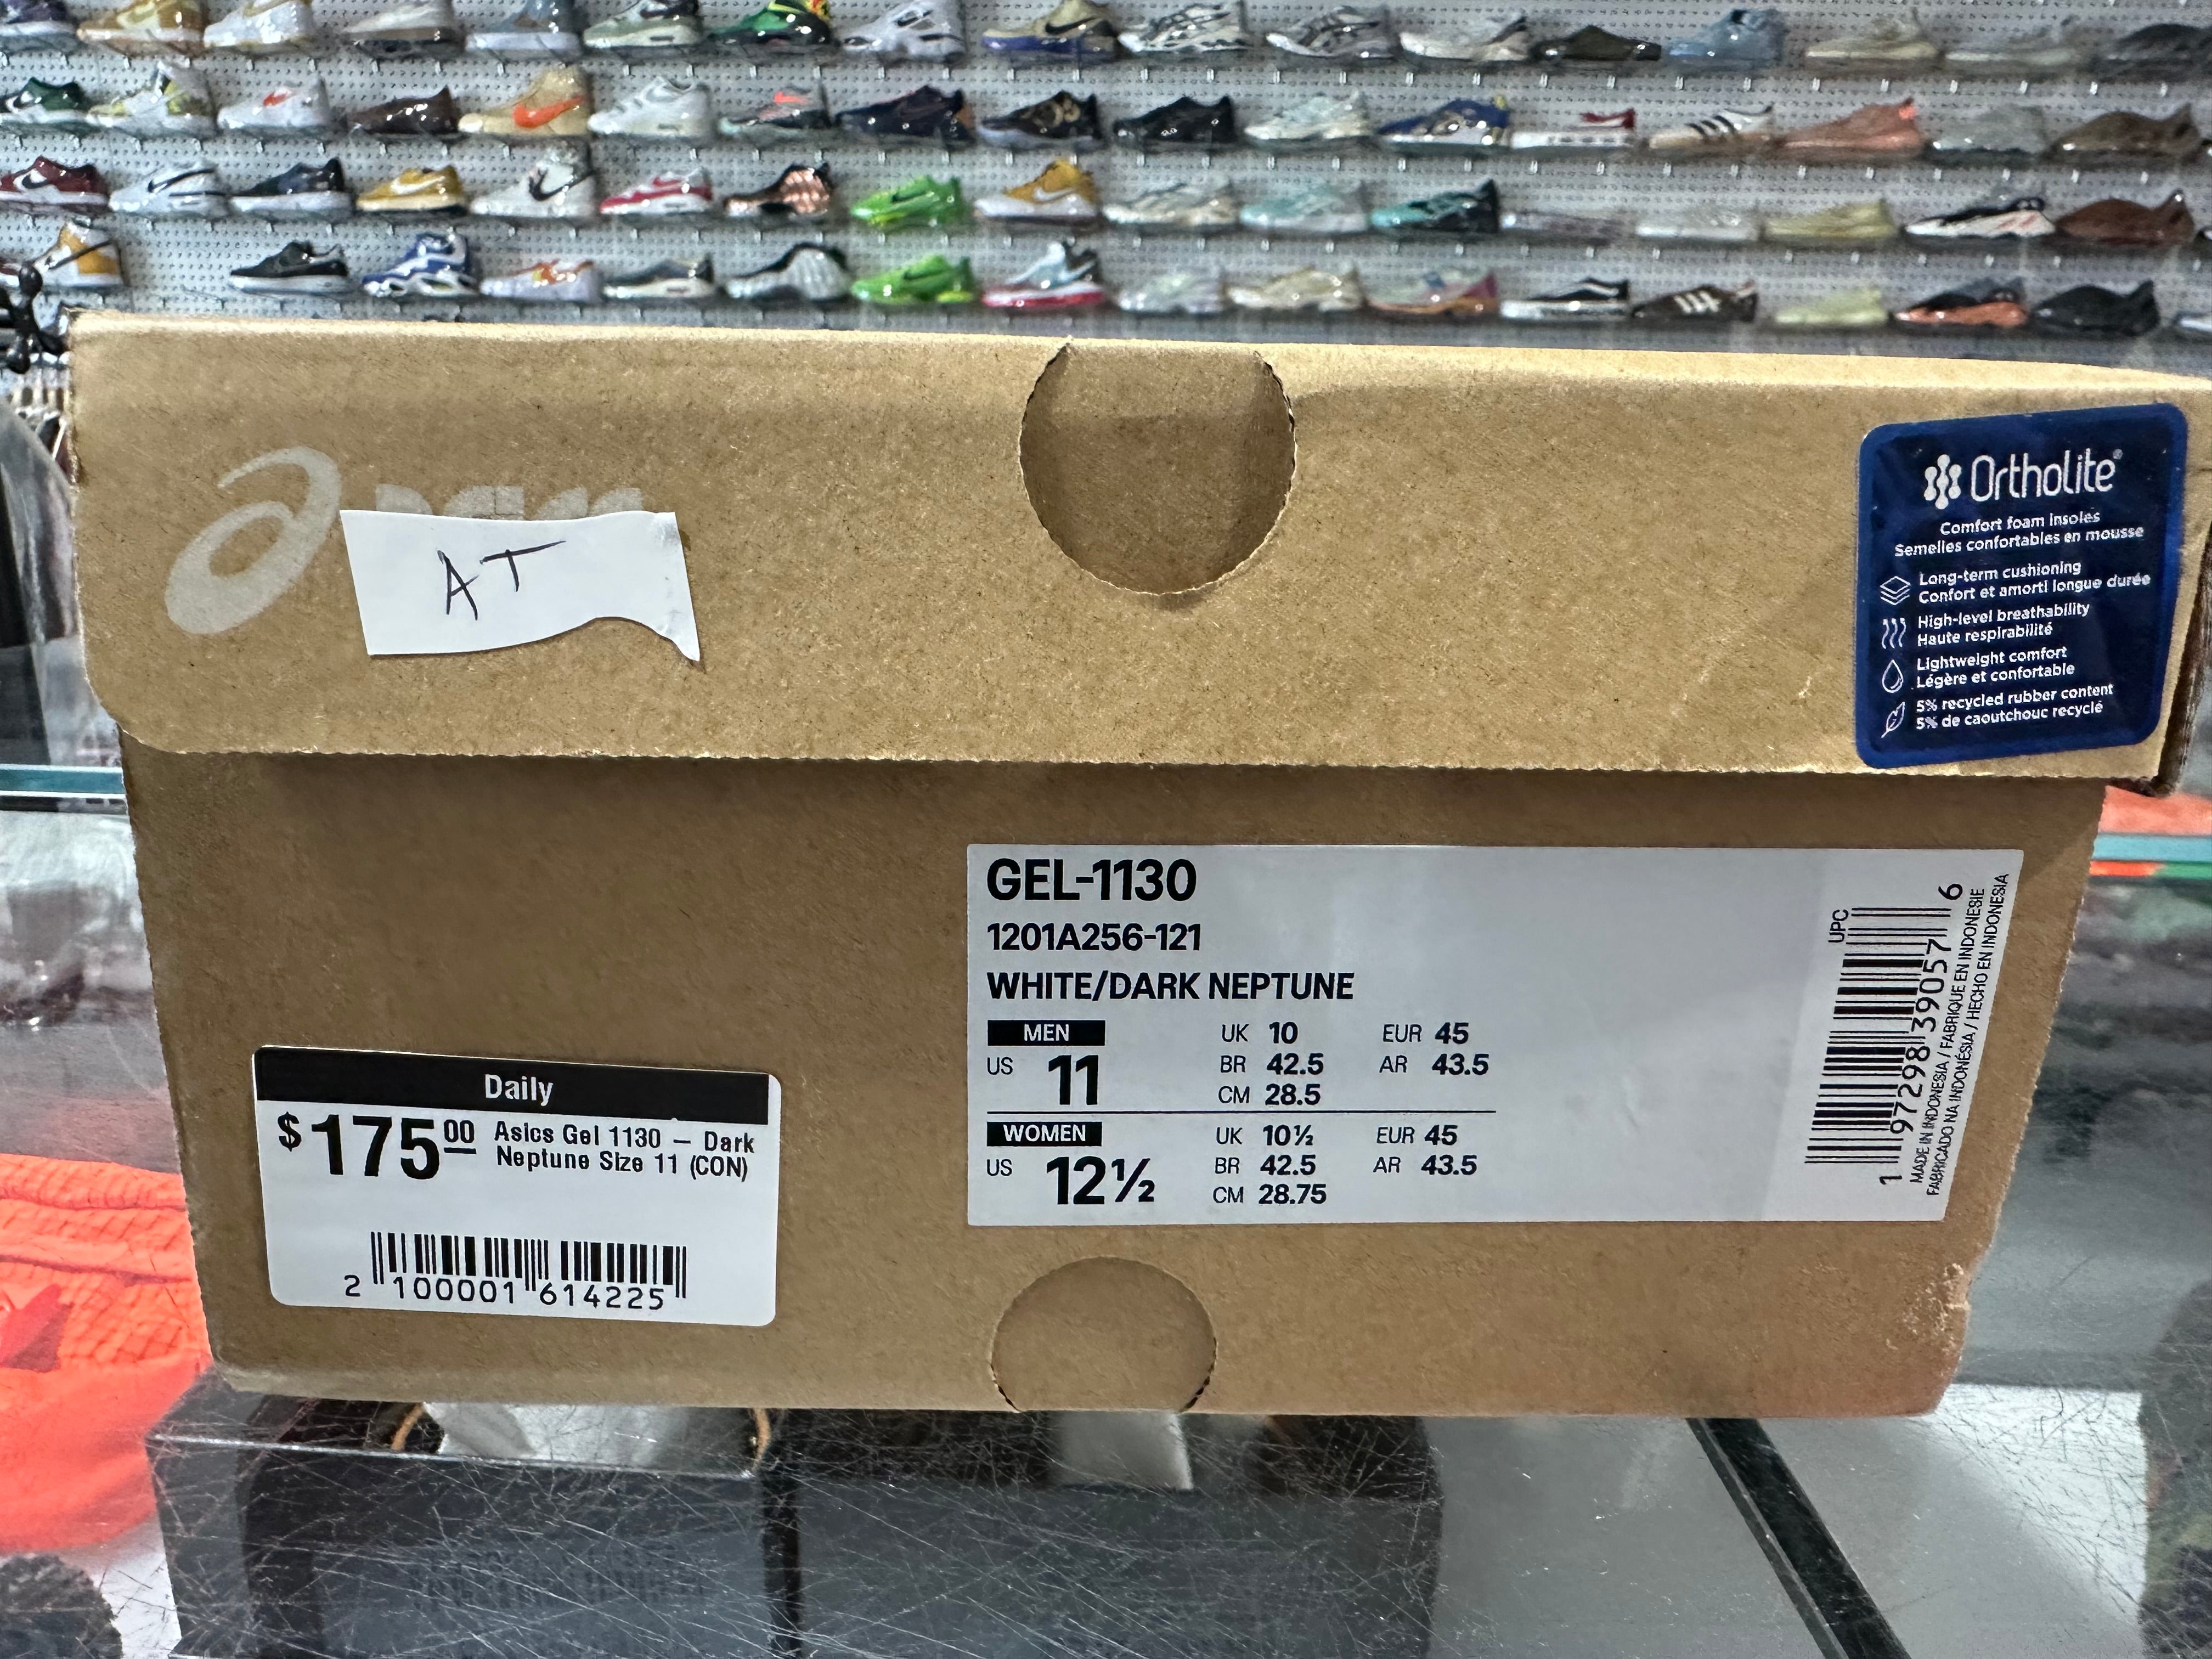 AT
Ortholite®
Comfort foam insoles
Semelles confortables en mousse
Long-term cushioning
Confort et amorti longue durée
High-level breathability
Haute respirabilité
Lightweight comfort
Légère et confortable
5% recycled rubber content
5% de caoutchouc recyclé
GEL-1130
1201A256-121
WHITE/DARK NEPTUNE
MEN
US 11
UK 10 EUR 45
BR 42.5 AR 43.5
CM 28.5
WOMEN
US 12½
UK 10½ EUR 45
BR 42.5 AR 43.5
CM 28.75
UPC
1 97298 39057 6
MADE IN INDONESIA / FABRIQUE EN INDONESIE
FABRICADO NA INDONÉSIA / HECHO EN INDONESIA
Daily
$175.00
Asics Gel 1130 – Dark
Neptune Size 11 (CON)
2 100001 614225